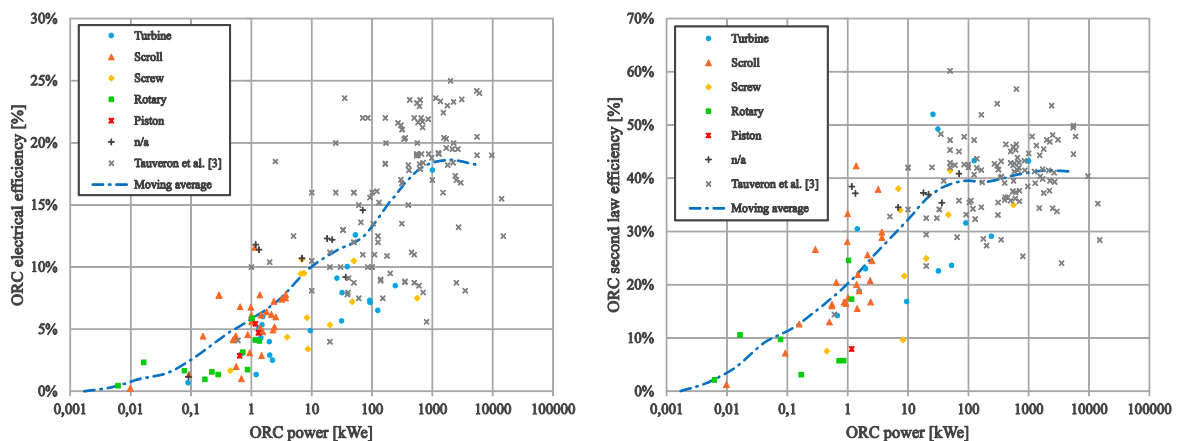 ORC electrical efficiency [%]
30%
25%
20%
15%
10%
5%
0%
Turbine
Scroll
Screw
Rotary
Piston
n/a
Tauveron et al. [3]
Moving average
0,001
0,01
0,1
1
10
100
1000
10000
100000
ORC power [kWe]
ORC second law efficiency [%]
70%
60%
50%
40%
30%
20%
10%
0%
Turbine
Scroll
Screw
Rotary
Piston
n/a
Tauveron et al. [3]
Moving average
0,001
0,01
0,1
1
10
100
1000
10000
100000
ORC power [kWe]